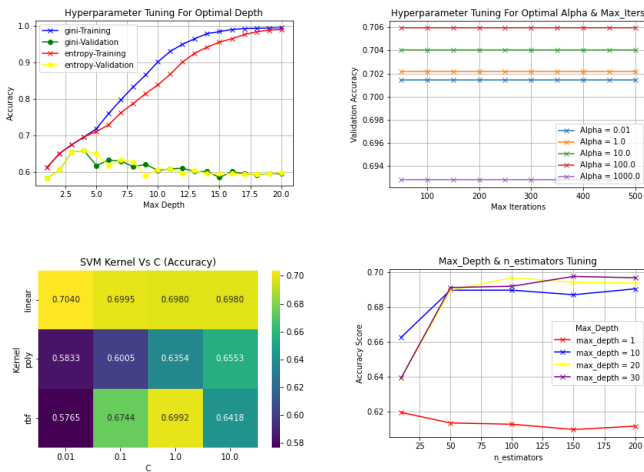 Hyperparameter Tuning For Optimal Depth
gini-Training
gini-Validation
entropy-Training
entropy-Validation
1.0
0.9
0.8
0.7
0.6
Accuracy
2.5 5.0 7.5 10.0 12.5 15.0 17.5 20.0
Max Depth
Hyperparameter Tuning For Optimal Alpha & Max_Iters
0.706
0.704
0.702
0.700
0.698
0.696
0.694
Validation Accuracy
Alpha = 0.01
Alpha = 1.0
Alpha = 10.0
Alpha = 100.0
Alpha = 1000.0
100 200 300 400 500
Max Iterations
SVM Kernel Vs C (Accuracy)
linear 0.7040 0.6995 0.6980 0.6980
poly 0.5833 0.6005 0.6354 0.6553
rbf 0.5765 0.6744 0.6992 0.6418
Kernel
0.01 0.1 1.0 10.0
C
0.70
0.68
0.66
0.64
0.62
0.60
0.58
Max_Depth & n_estimators Tuning
0.70
0.68
0.66
0.64
0.62
Accuracy Score
Max_Depth
max_depth = 1
max_depth = 10
max_depth = 20
max_depth = 30
25 50 75 100 125 150 175 200
n_estimators